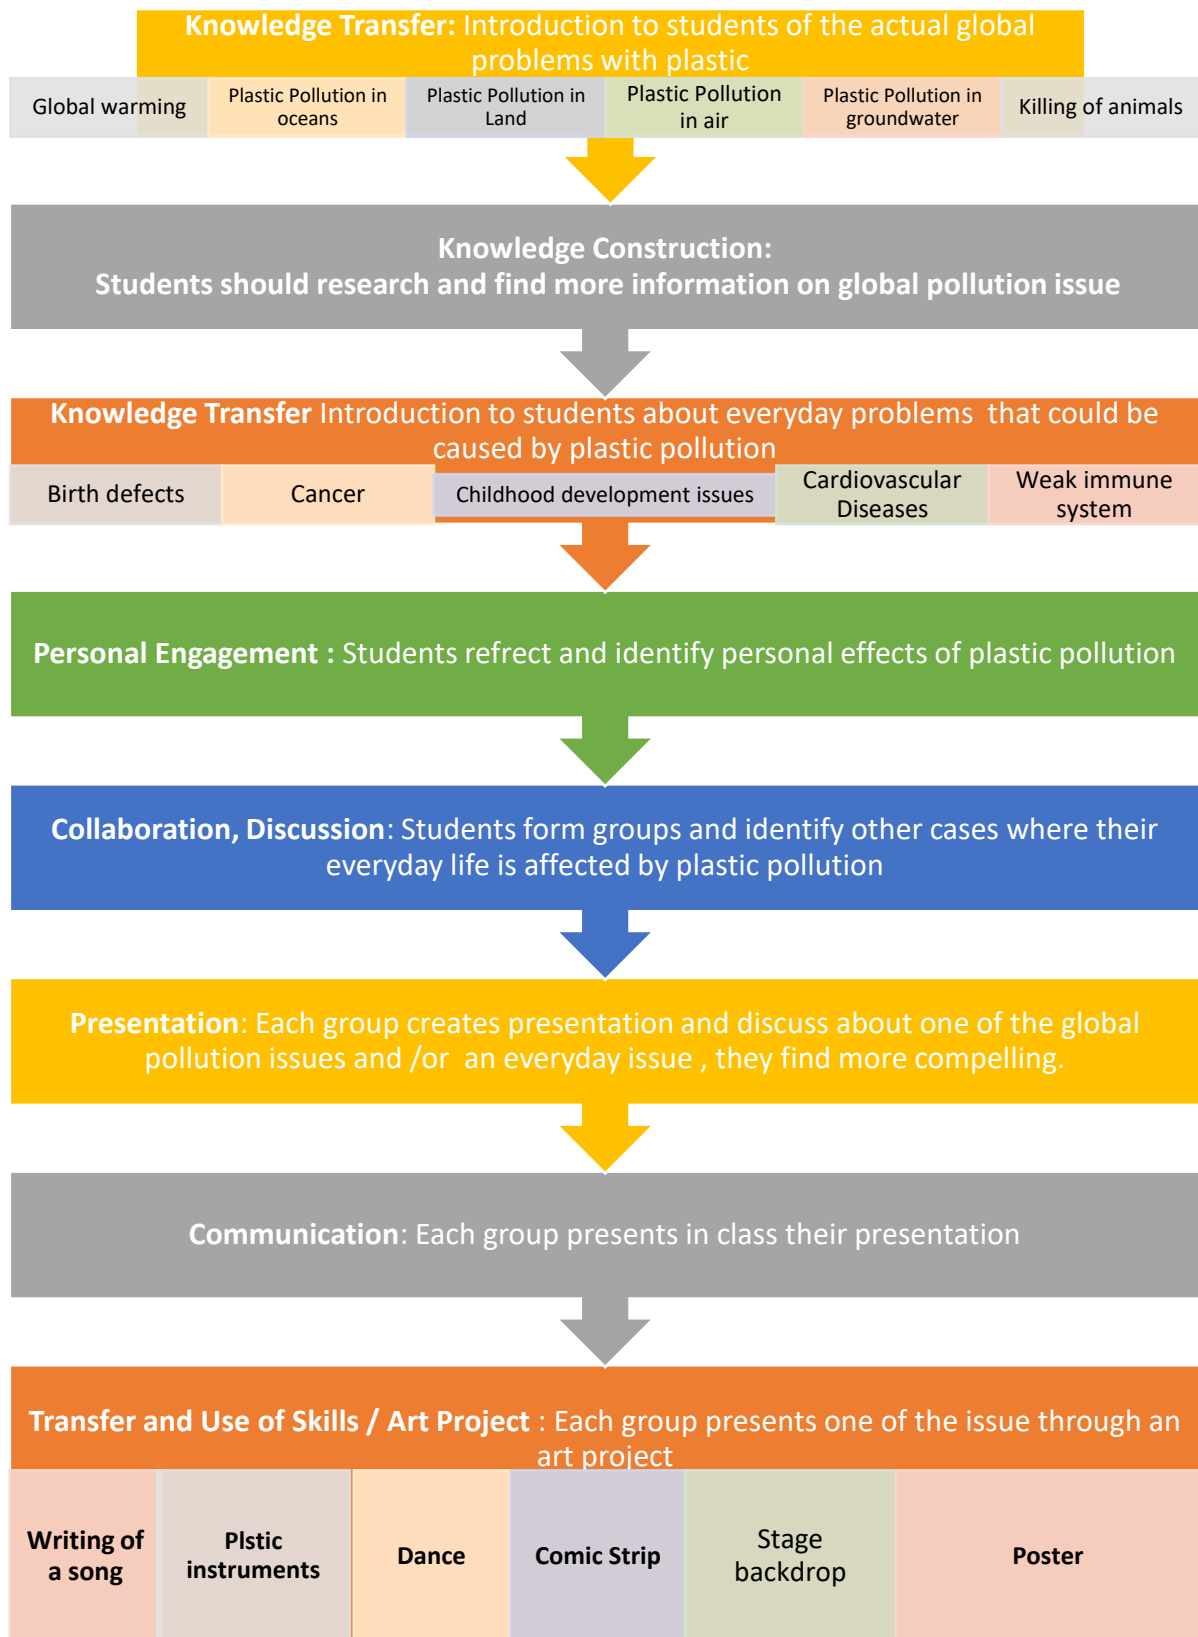 Knowledge Transfer: Introduction to students of the actual global
problems with plastic
Global warming
Plastic Pollution in
oceans
Plastic Pollution in
Land
Plastic Pollution
in air
Plastic Pollution in
groundwater
Killing of animals
Knowledge Construction:
Students should research and find more information on global pollution issue
Knowledge Transfer Introduction to students about everyday problems that could be
caused by plastic pollution
Birth defects
Cancer
Childhood development issues
Cardiovascular
Diseases
Weak immune
system
Personal Engagement : Students refrect and identify personal effects of plastic pollution
Collaboration, Discussion: Students form groups and identify other cases where their
everyday life is affected by plastic pollution
Presentation: Each group creates presentation and discuss about one of the global
pollution issues and /or an everyday issue , they find more compelling.
Communication: Each group presents in class their presentation
Transfer and Use of Skills / Art Project : Each group presents one of the issue through an
art project
Writing of
a song
Plstic
instruments
Dance
Comic Strip
Stage
backdrop
Poster